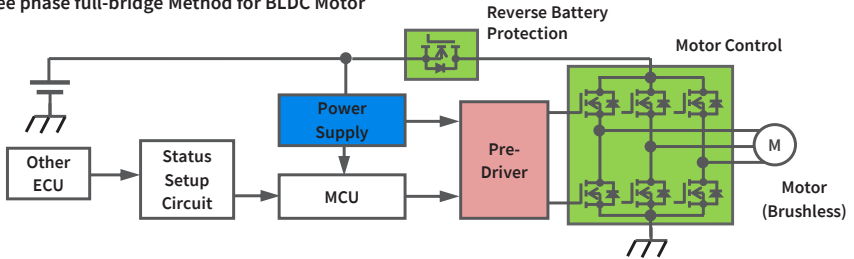 ee phase full-bridge Method for BLDC Motor
Reverse Battery
Protection
Motor Control
Power
Supply
Other
ECU
Status
Setup
Circuit
MCU
Pre-
Driver
M
Motor
(Brushless)